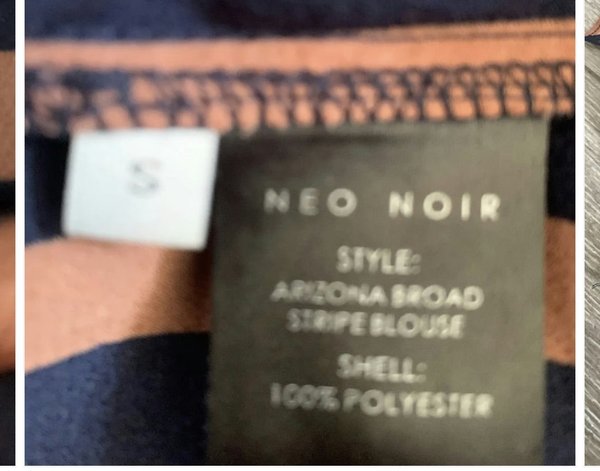 S
NEO NOIR
STYLE:
ARIZONA BROAD
STRIPE BLOUSE
SHELL:
100% POLYESTER